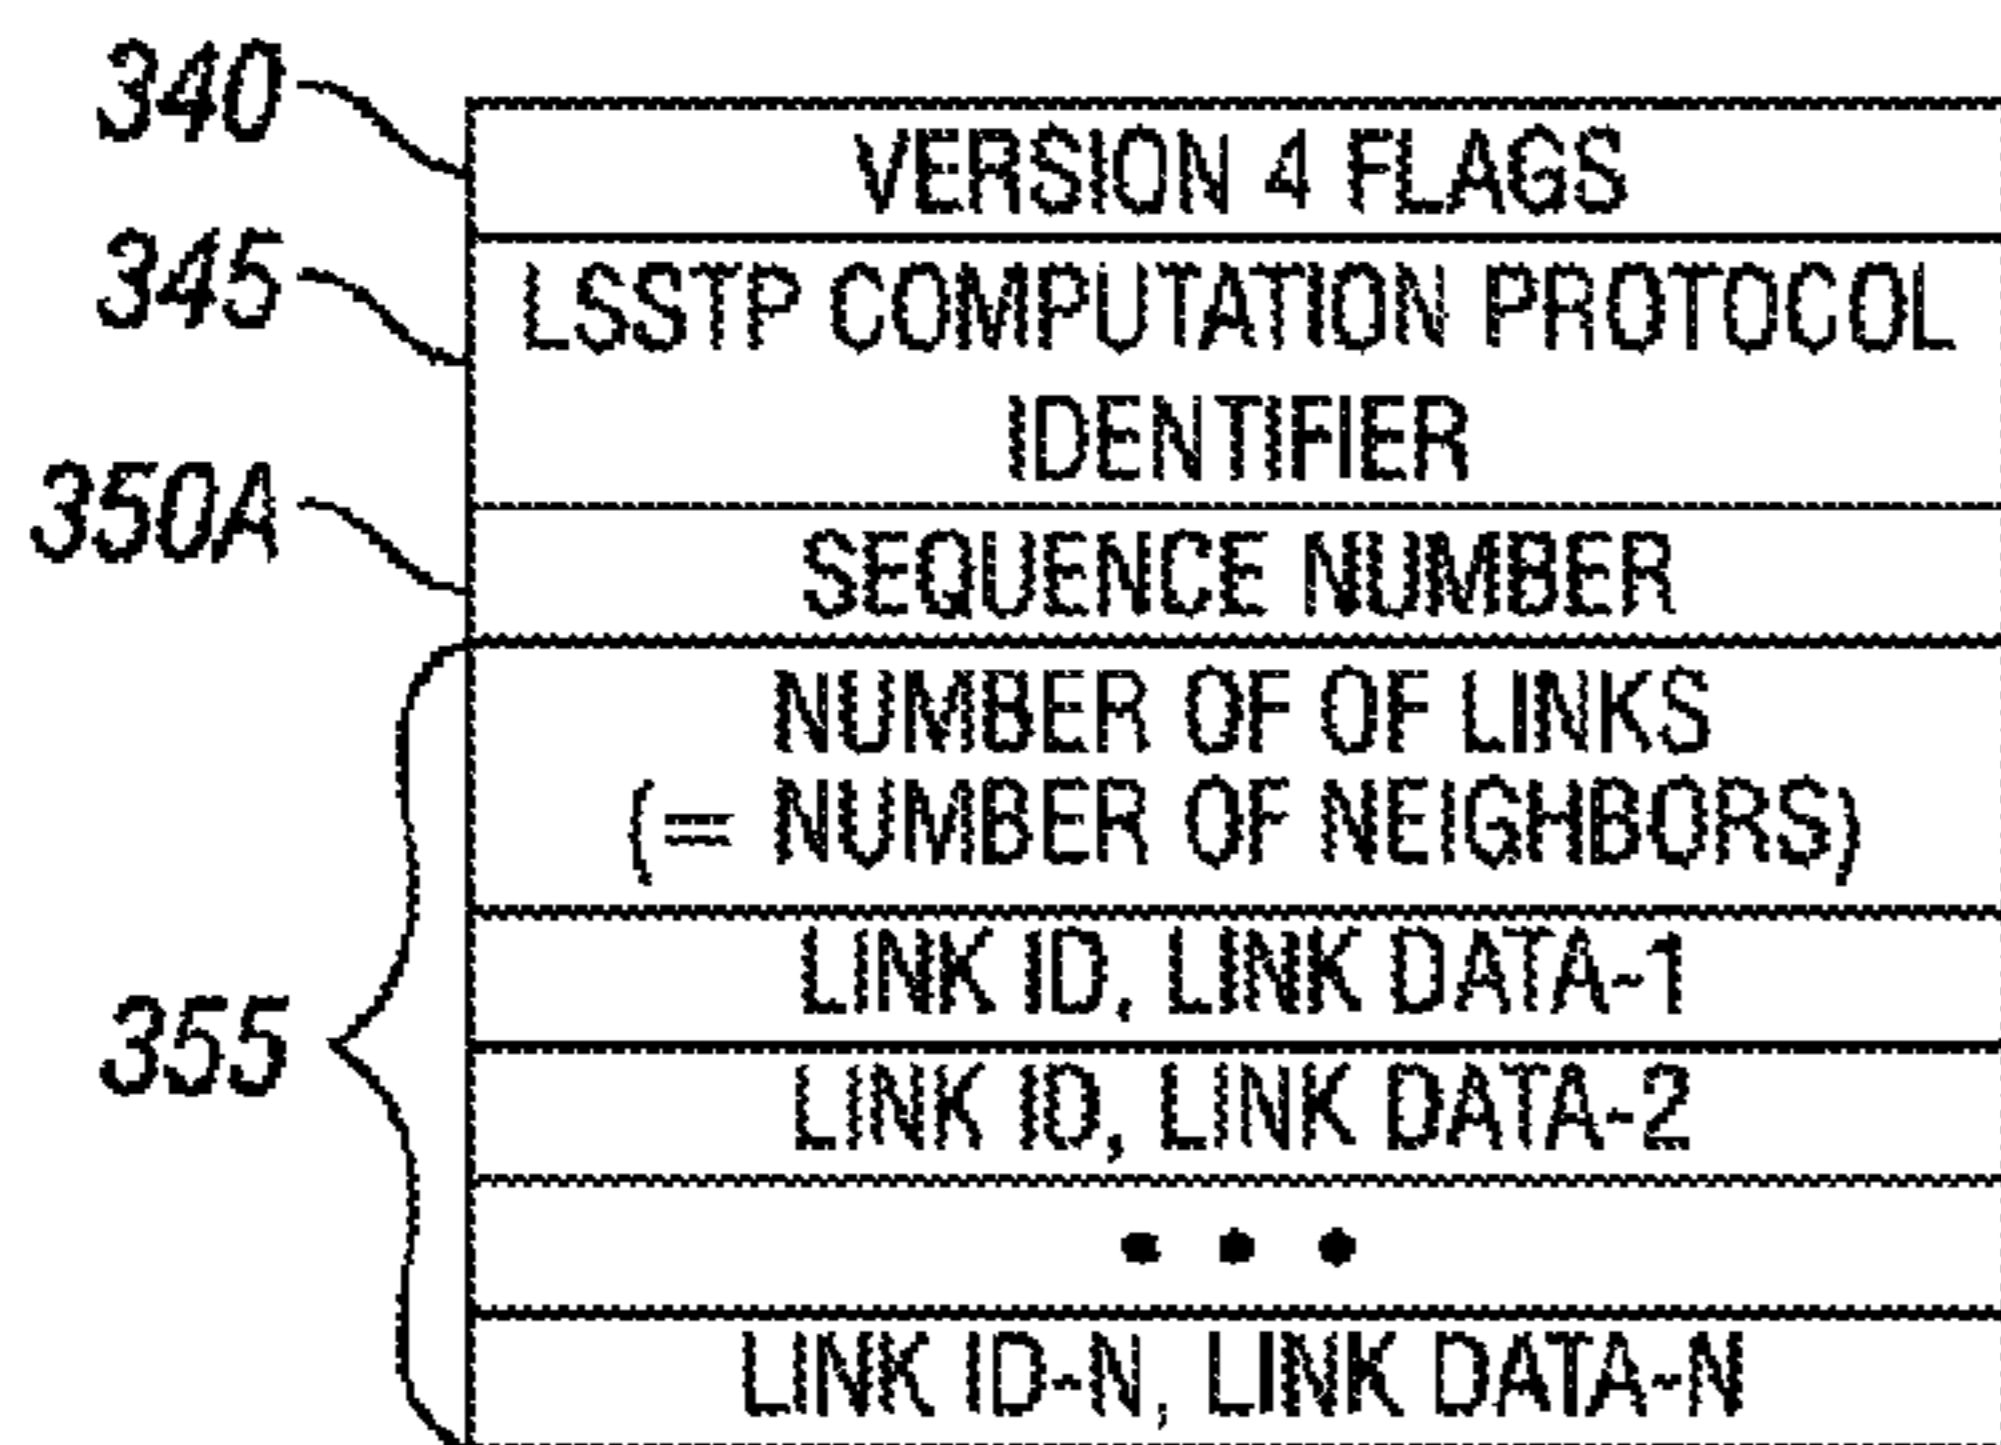 340
VERSION 4 FLAGS
345
LSSTP COMPUTATION PROTOCOL
IDENTIFIER
350A
SEQUENCE NUMBER
NUMBER OF OF LINKS
(= NUMBER OF NEIGHBORS)
LINK ID, LINK DATA-1
355
LINK ID, LINK DATA-2
• • •
LINK ID-N, LINK DATA-N